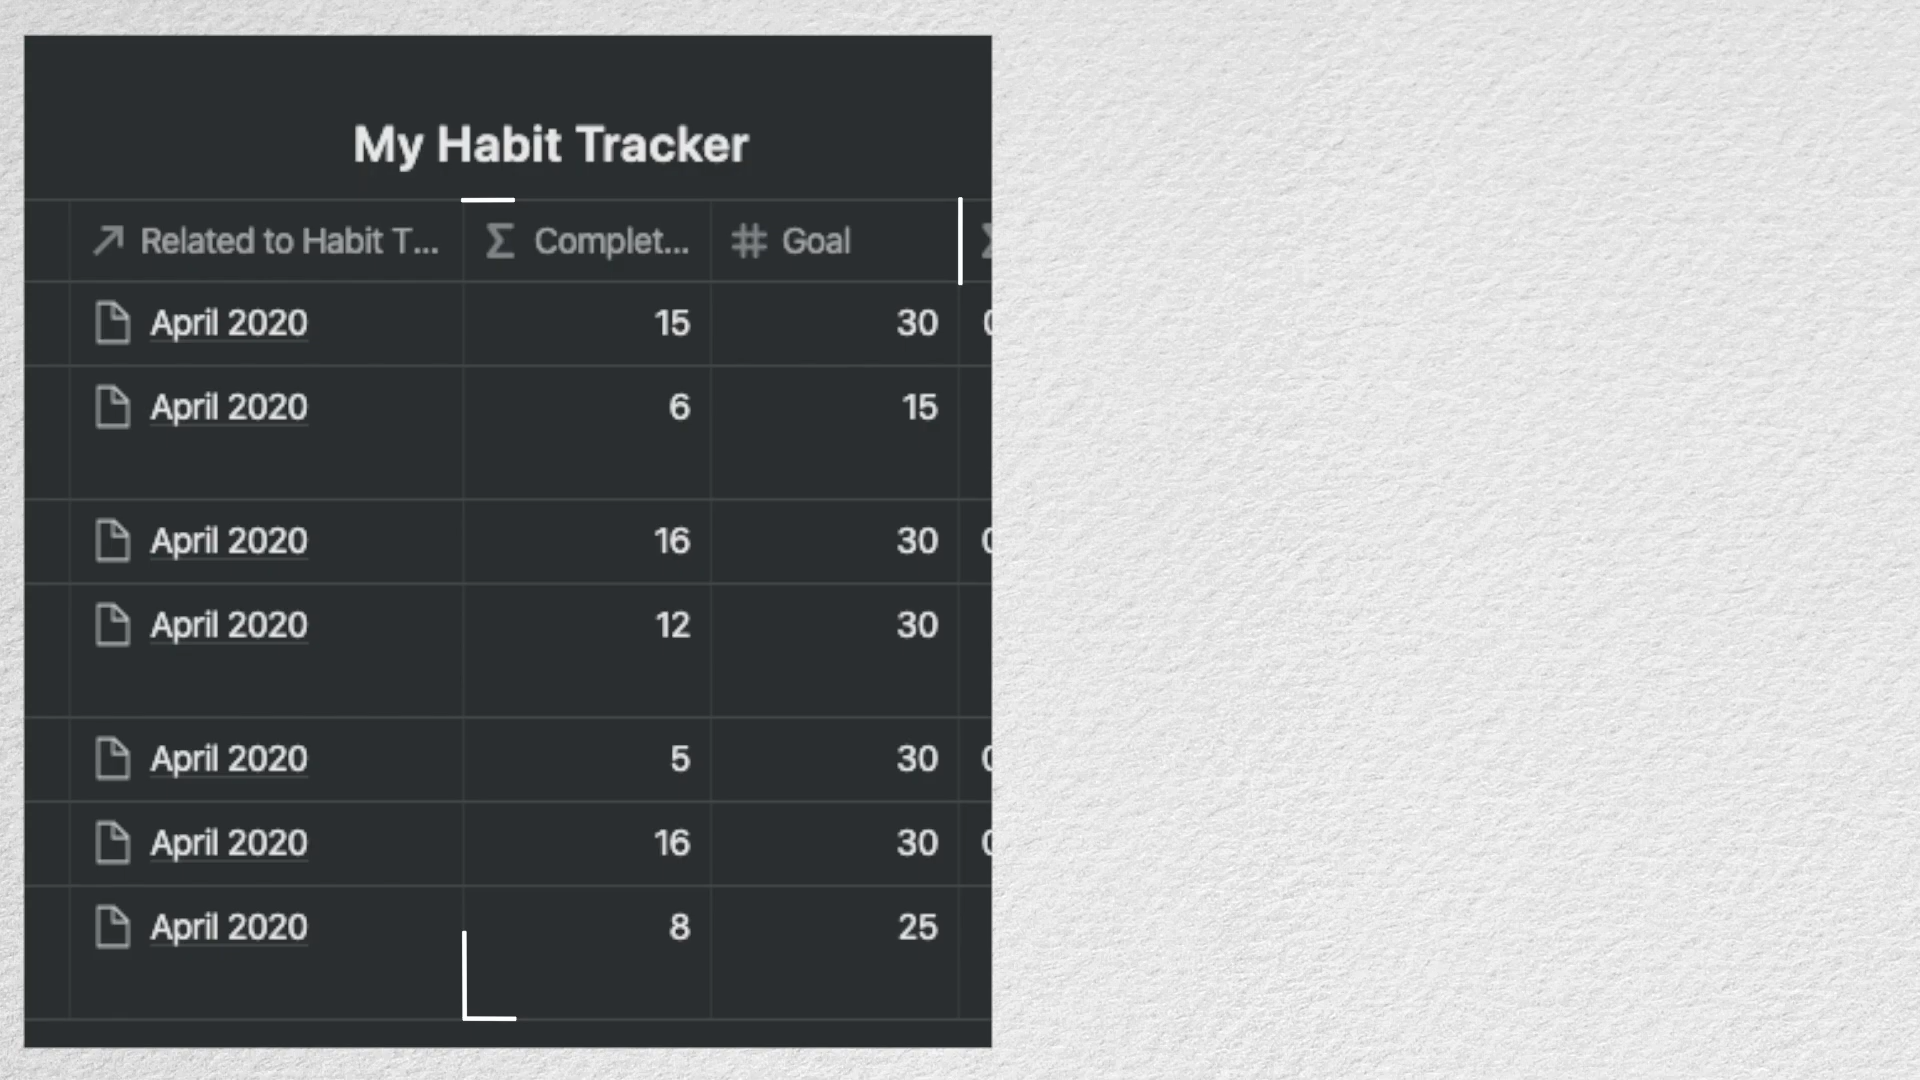 My Habit Tracker
Related to Habit T... Complet... # Goal
April 2020 15 30
April 2020 6 15
April 2020 16 30
April 2020 12 30
April 2020 5 30
April 2020 16 30
April 2020 8 25